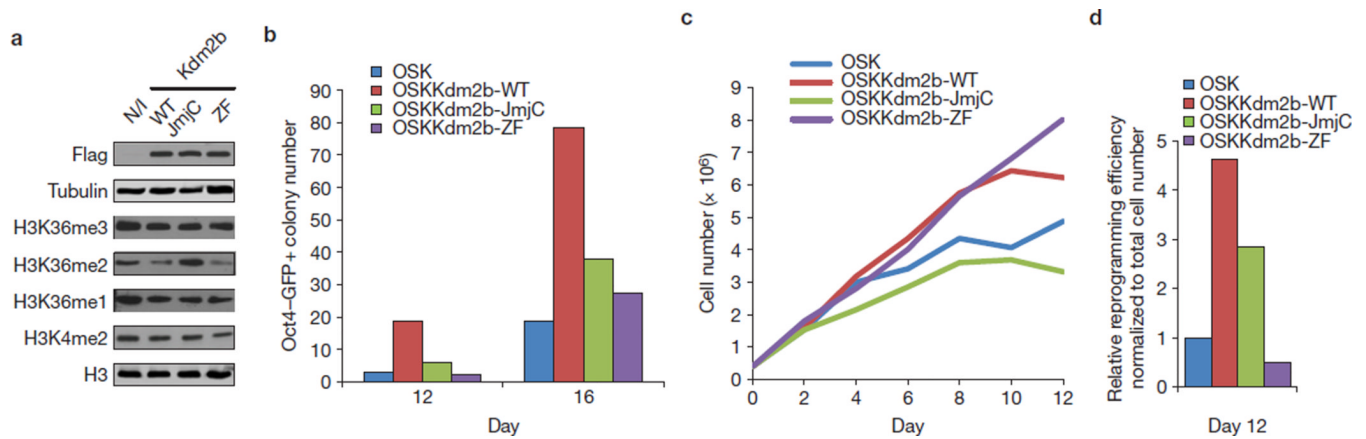 a
Kdm2b
N/I
WT
JmjC
ZF
Flag
Tubulin
H3K36me3
H3K36me2
H3K36me1
H3K4me2
H3
b
OSK
OSKKdm2b-WT
OSKKdm2b-JmjC
OSKKdm2b-ZF
Oct4–GFP+ colony number
90
80
70
60
50
40
30
20
10
0
12
16
Day
c
OSK
OSKKdm2b-WT
OSKKdm2b-JmjC
OSKKdm2b-ZF
Cell number (× 10⁶)
9
8
7
6
5
4
3
2
1
0
0
2
4
6
8
10
12
Day
d
OSK
OSKKdm2b-WT
OSKKdm2b-JmjC
OSKKdm2b-ZF
Relative reprogramming efficiency
normalized to total cell number
5
4
3
2
1
0
Day 12